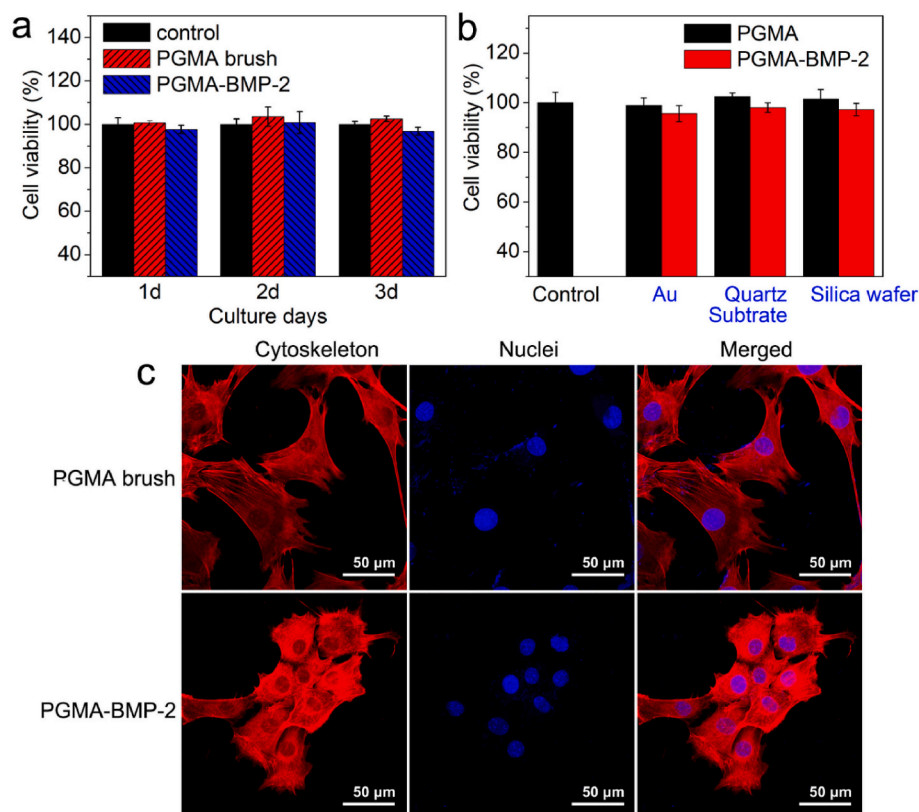 a
control
PGMA brush
PGMA-BMP-2
Cell viability (%)
140
120
100
80
60
40
1d
2d
3d
Culture days
b
PGMA
PGMA-BMP-2
Cell viability (%)
120
100
80
60
40
Control
Au
Quartz
Subtrate
Silica wafer
c
Cytoskeleton
Nuclei
Merged
PGMA brush
50 µm
50 µm
50 µm
PGMA-BMP-2
50 µm
50 µm
50 µm